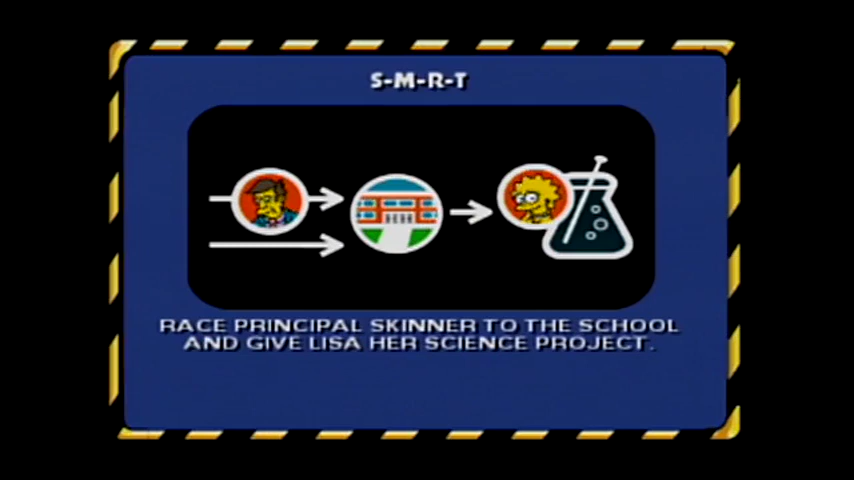 S-M-R-T
RACE PRINCIPAL SKINNER TO THE SCHOOL
AND GIVE LISA HER SCIENCE PROJECT.